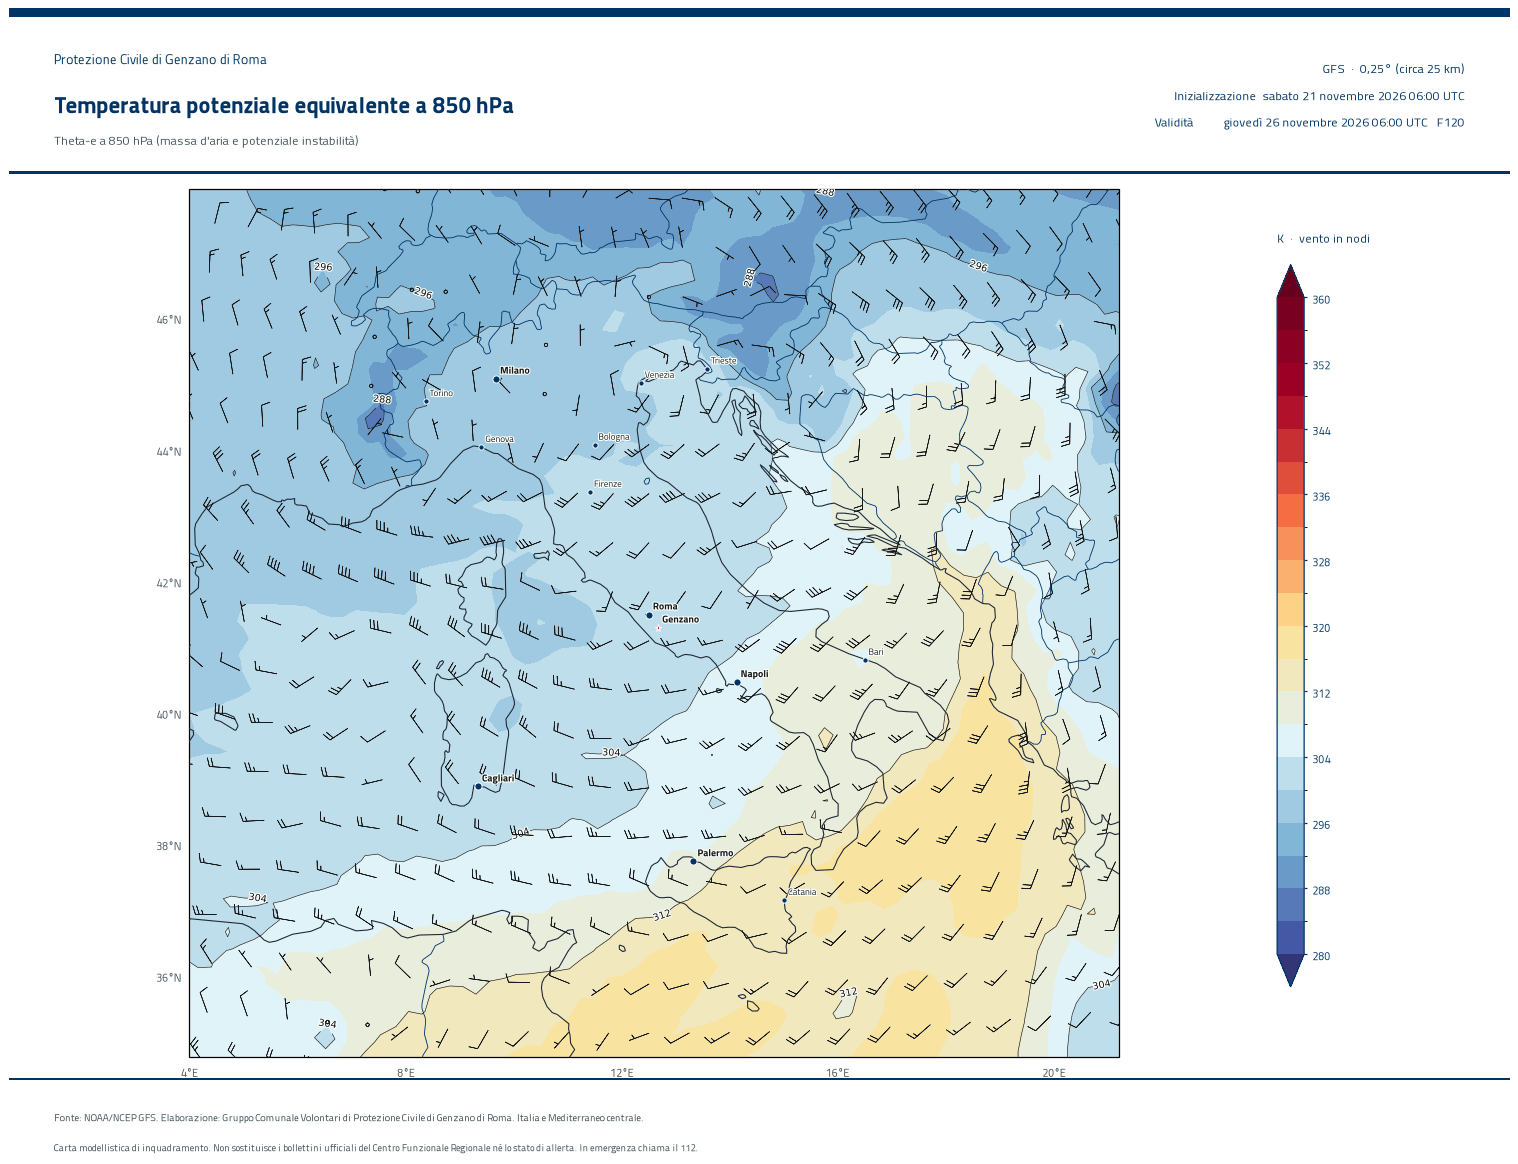 Protezione Civile di Genzano di Roma
Temperatura potenziale equivalente a 850 hPa
Theta-e a 850 hPa (massa d'aria e potenziale instabilità)
GFS · 0,25° (circa 25 km)
Inizializzazione sabato 21 novembre 2026 06:00 UTC
Validità giovedì 26 novembre 2026 06:00 UTC F120
K · vento in nodi
360
352
344
336
328
320
312
304
296
288
280
46°N
44°N
42°N
40°N
38°N
36°N
4°E
8°E
12°E
16°E
20°E
288
296
296
296
288
288
304
304
304
312
312
304
304
Milano
Torino
Venezia
Trieste
Genova
Bologna
Firenze
Roma
Genzano
Napoli
Bari
Cagliari
Palermo
Catania
Fonte: NOAA/NCEP GFS. Elaborazione: Gruppo Comunale Volontari di Protezione Civile di Genzano di Roma. Italia e Mediterraneo centrale.
Carta modellistica di inquadramento. Non sostituisce i bollettini ufficiali del Centro Funzionale Regionale né lo stato di allerta. In emergenza chiama il 112.